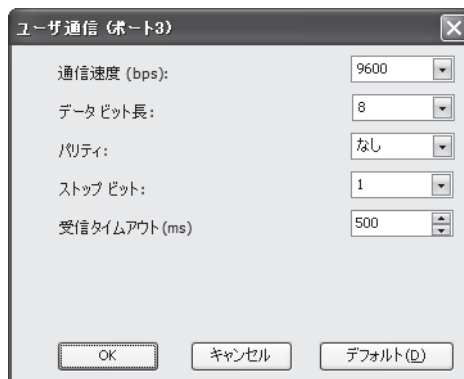 ユーザ通信 (ポート3)
通信速度 (bps): 9600
データ ビット長: 8
パリティ: なし
ストップ ビット: 1
受信タイムアウト(ms) 500
OK キャンセル デフォルト(D)